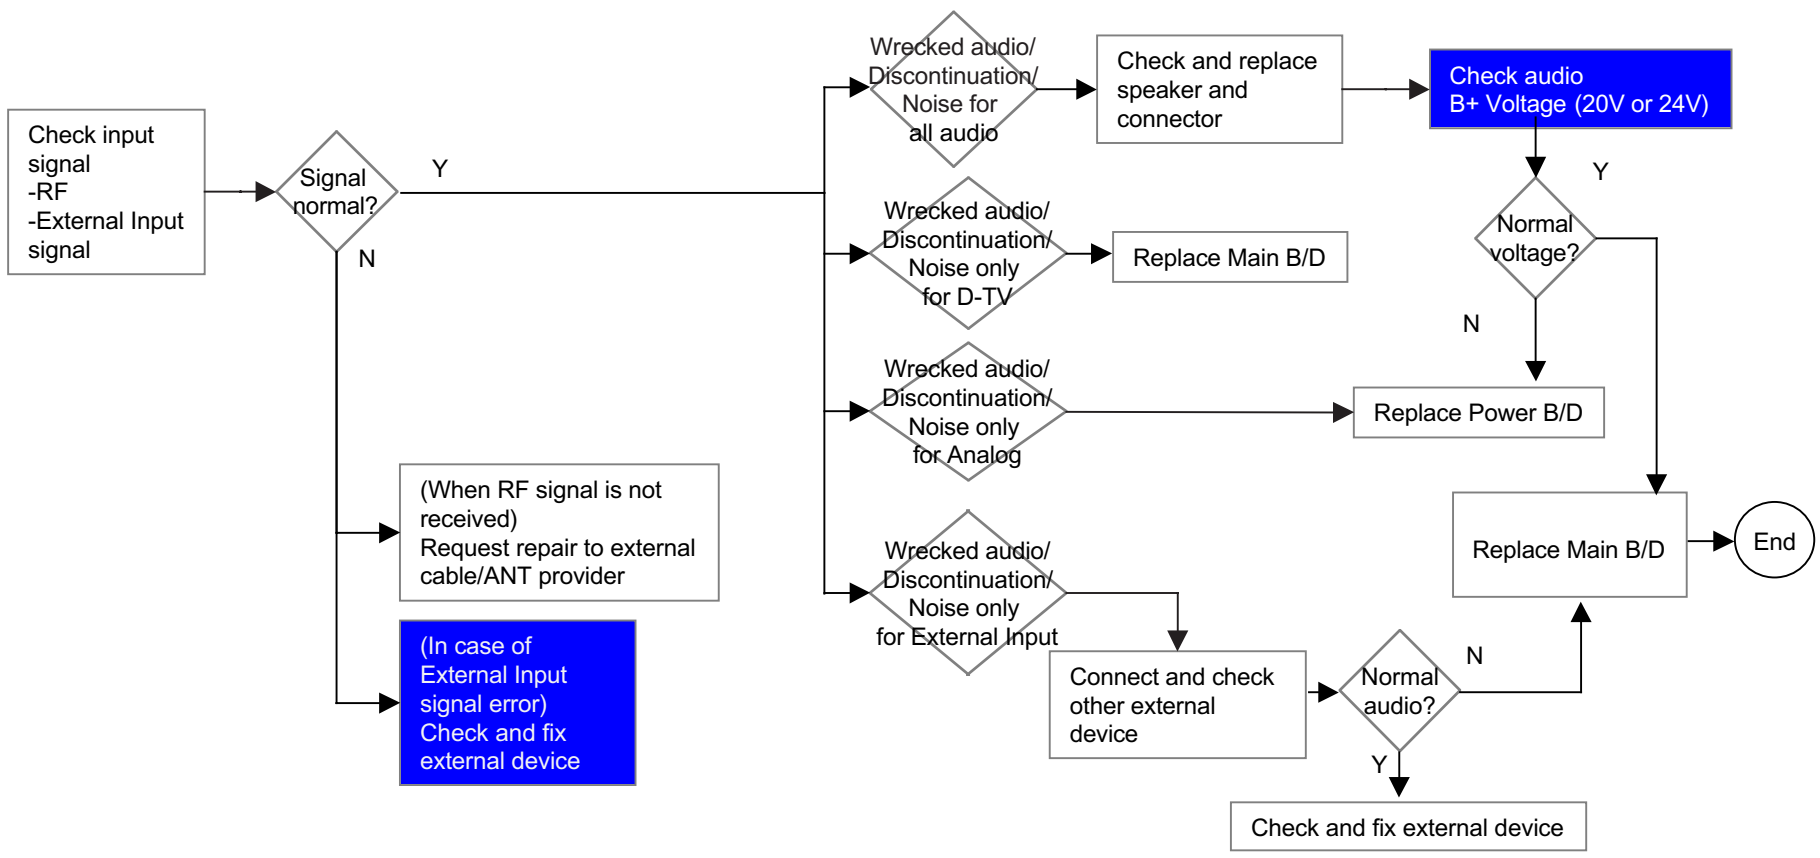 Check input
signal
-RF
-External Input
signal
Signal
normal?
Y
N
(When RF signal is not
received)
Request repair to external
cable/ANT provider
(In case of
External Input
signal error)
Check and fix
external device
Wrecked audio/
Discontinuation/
Noise for
all audio
Check and replace
speaker and
connector
Check audio
B+ Voltage (20V or 24V)
Y
Normal
voltage?
N
Wrecked audio/
Discontinuation/
Noise only
for D-TV
Replace Main B/D
Wrecked audio/
Discontinuation/
Noise only
for Analog
Replace Power B/D
Wrecked audio/
Discontinuation/
Noise only
for External Input
Connect and check
other external
device
Normal
audio?
N
Y
Replace Main B/D
End
Check and fix external device